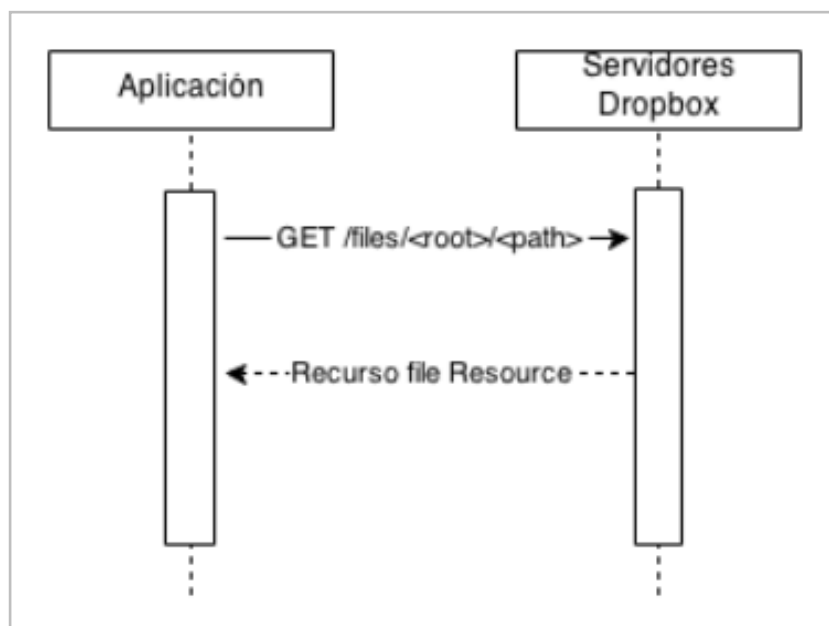 Aplicación
Servidores
Dropbox
GET /files/<root>/<path>
Recurso file Resource